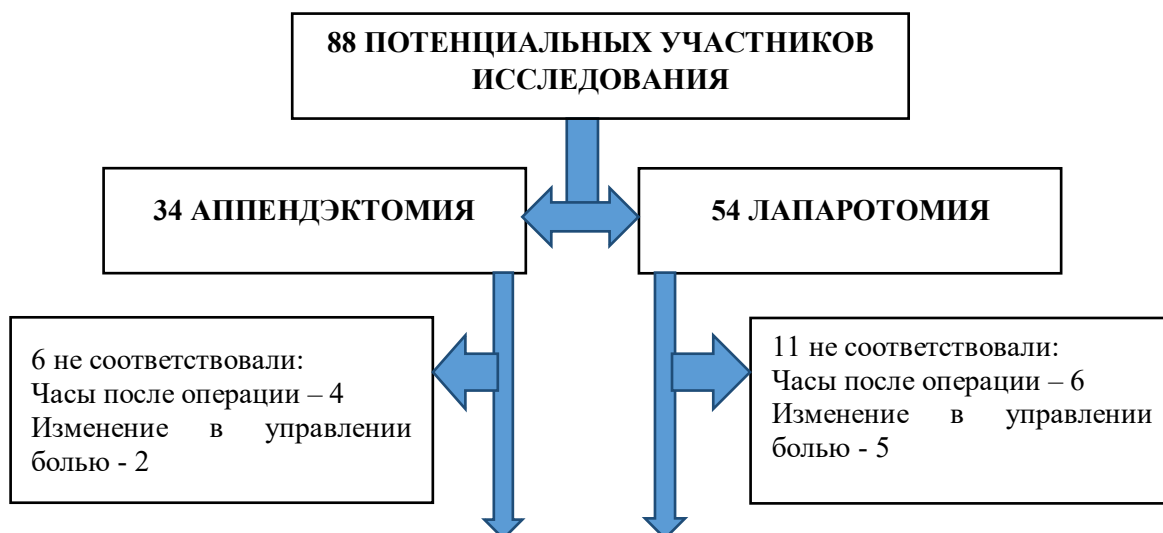 88 ПОТЕНЦИАЛЬНЫХ УЧАСТНИКОВ
ИССЛЕДОВАНИЯ
34 АППЕНДЭКТОМИЯ
54 ЛАПАРОТОМИЯ
6 не соответствовали:
Часы после операции – 4
Изменение в управлении
болью - 2
11 не соответствовали:
Часы после операции – 6
Изменение в управлении
болью - 5